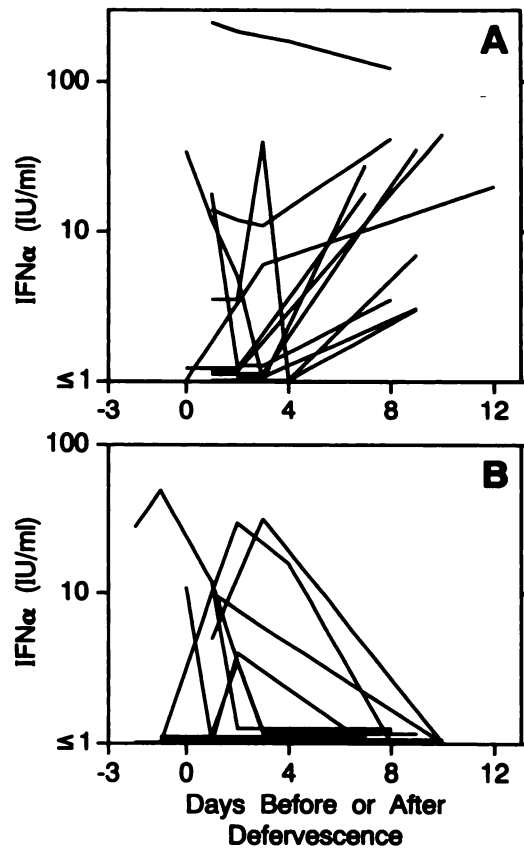 A
100
10
≤ 1
IFNα (IU/ml)
-3 0 4 8 12
B
100
10
≤ 1
IFNα (IU/ml)
-3 0 4 8 12
Days Before or After
Defervescence